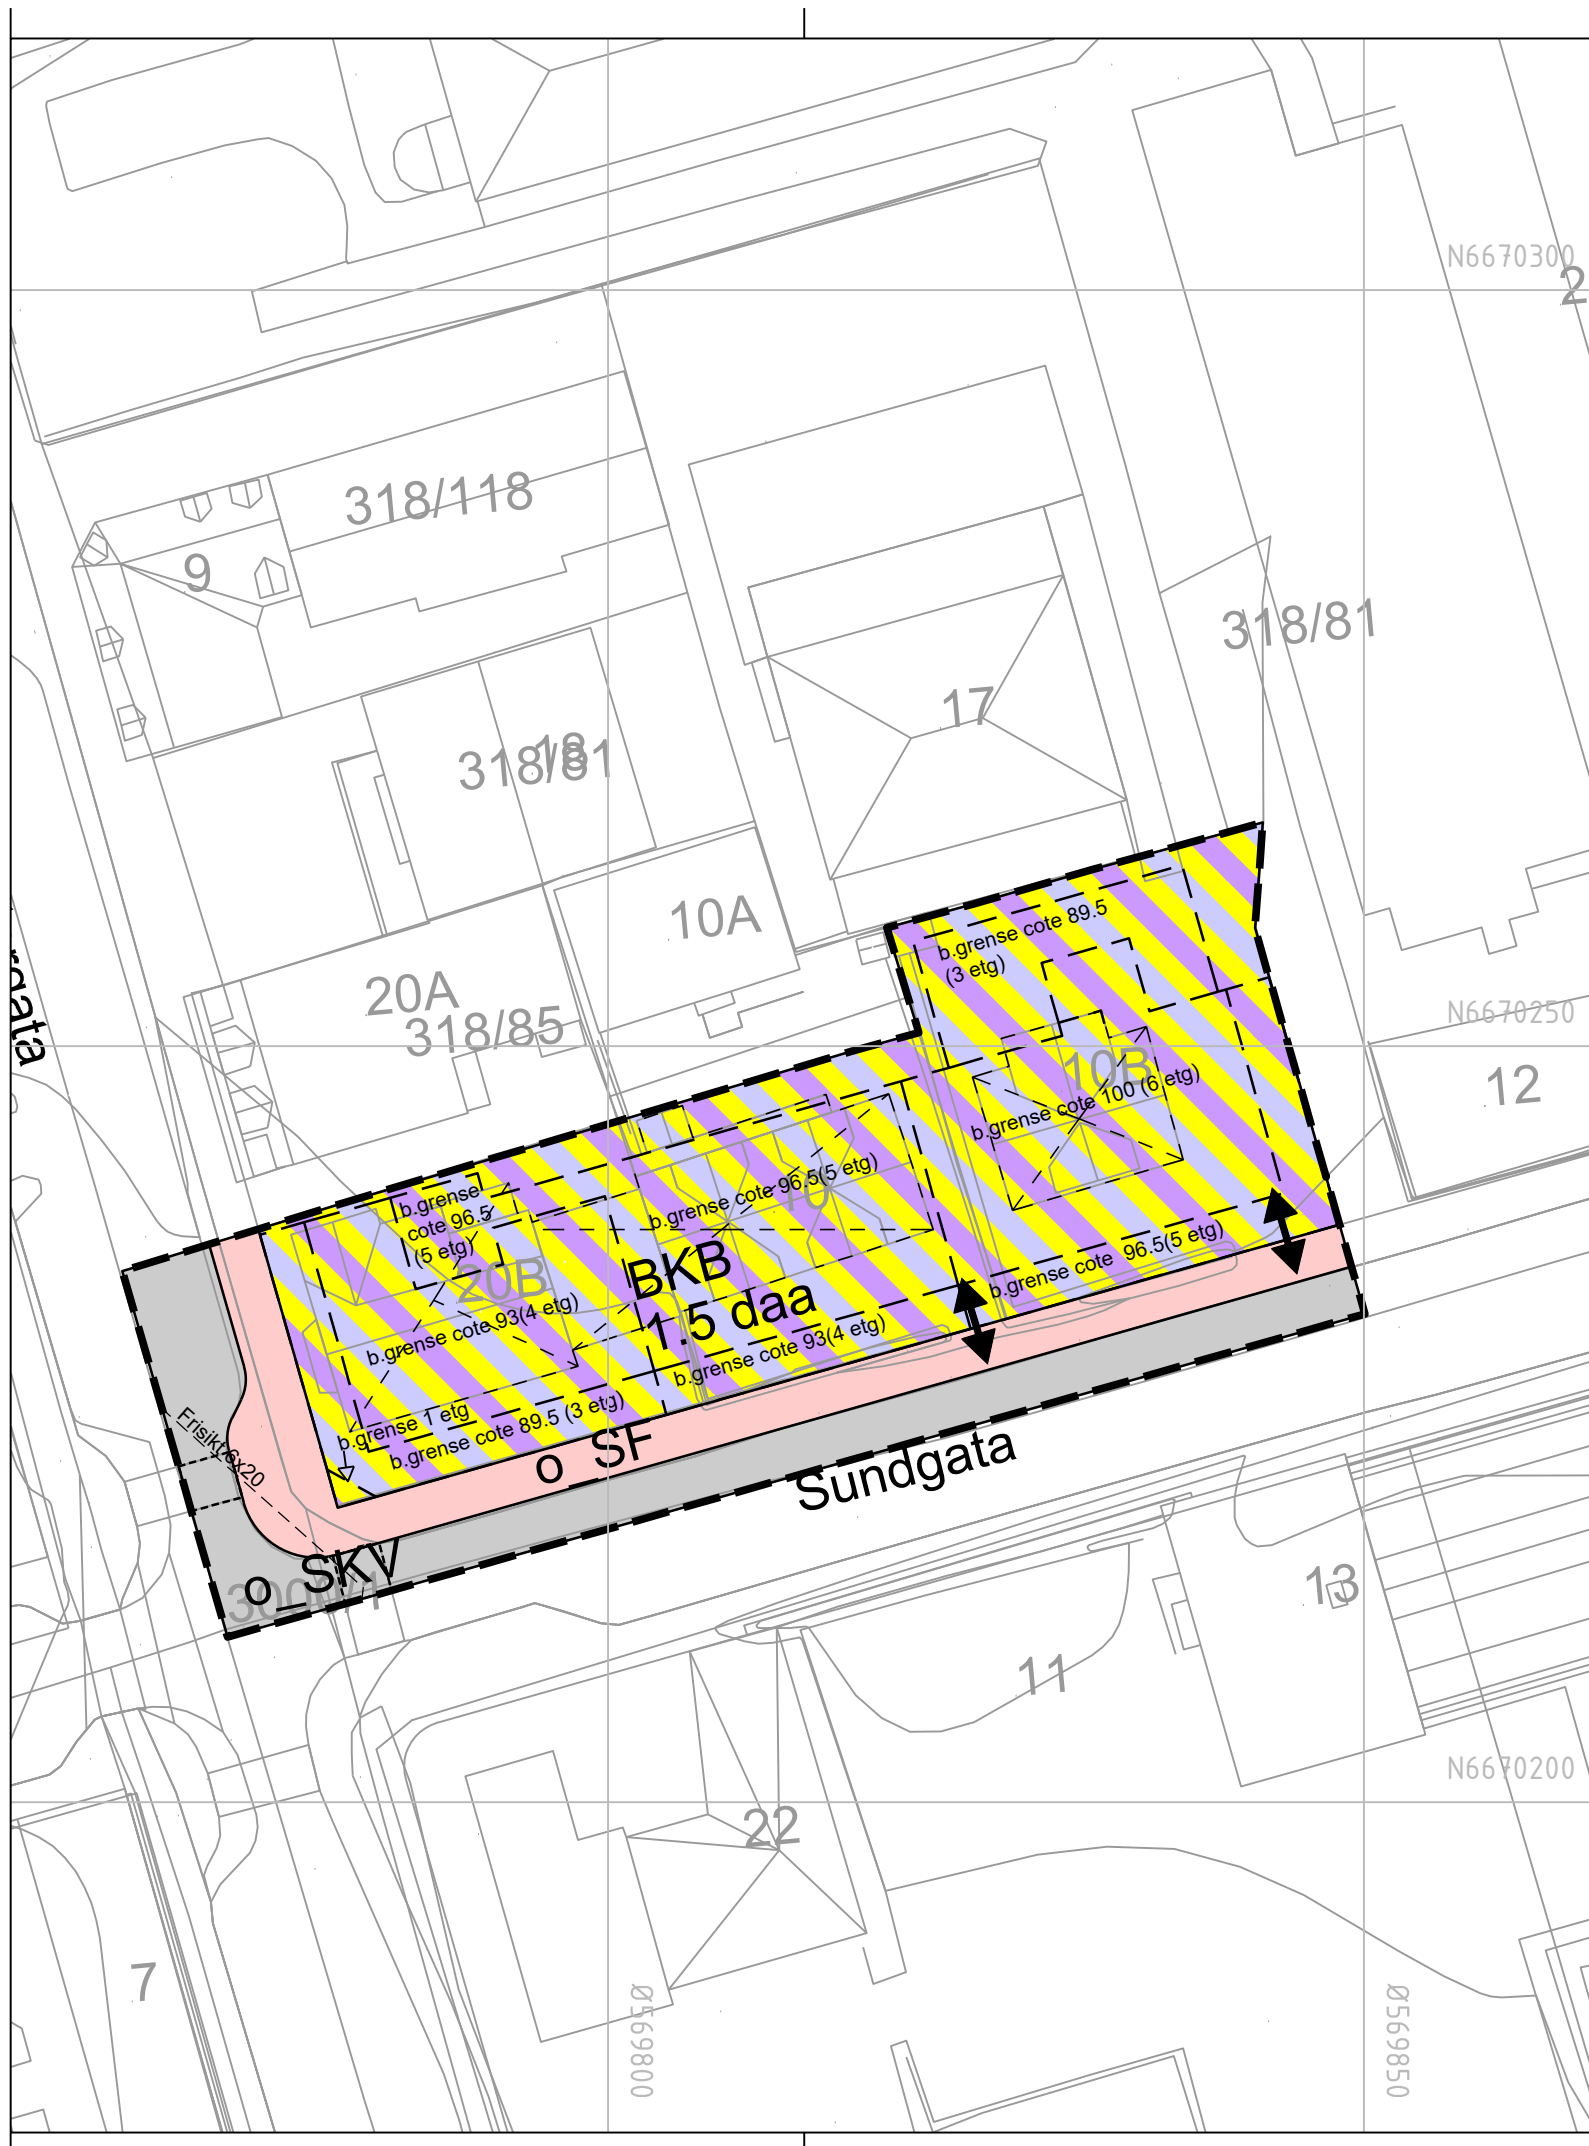 N6670300
2
318/118
9
318/81
17
318/81
18
10A
b.grense cote 89.5
(3 etg)
rgata
20A
318/85
N6670250
10B
12
b.grense cote 100 (6 etg)
b.grense
cote 96.5
(5 etg)
b.grense cote 96.5(5 etg)
10
20B
BKB
1.5 daa
b.grense cote 96.5(5 etg)
b.grense cote 93(4 etg)
b.grense cote 93(4 etg)
b.grense 1 etg
b.grense cote 89.5 (3 etg)
Frisikt 6x20
o_SF
Sundgata
o_SKV
3000/1
13
11
N6670200
22
7
Ø569800
Ø569850